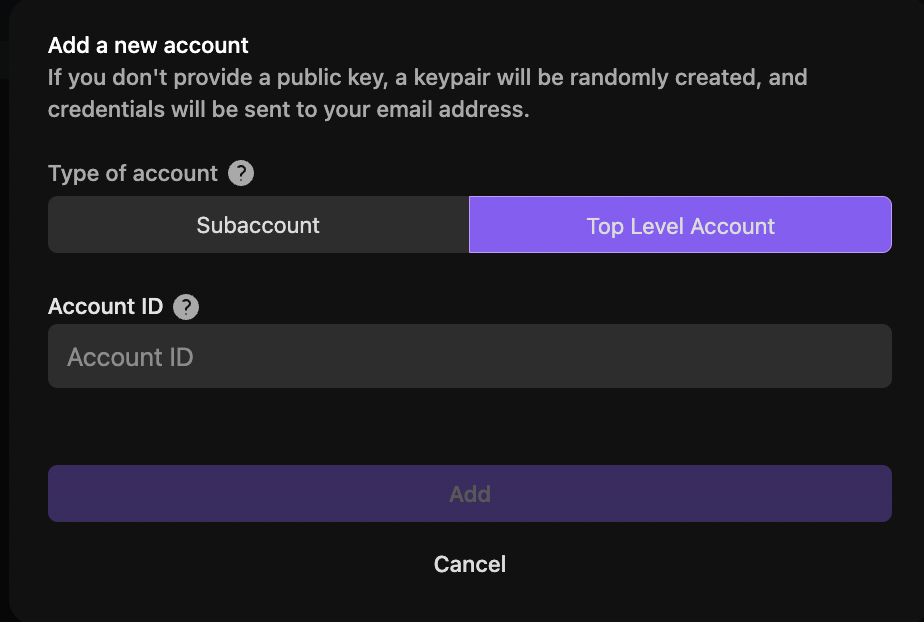 Add a new account
If you don't provide a public key, a keypair will be randomly created, and
credentials will be sent to your email address.
Type of account ?
Subaccount
Top Level Account
Account ID ?
Account ID
Add
Cancel